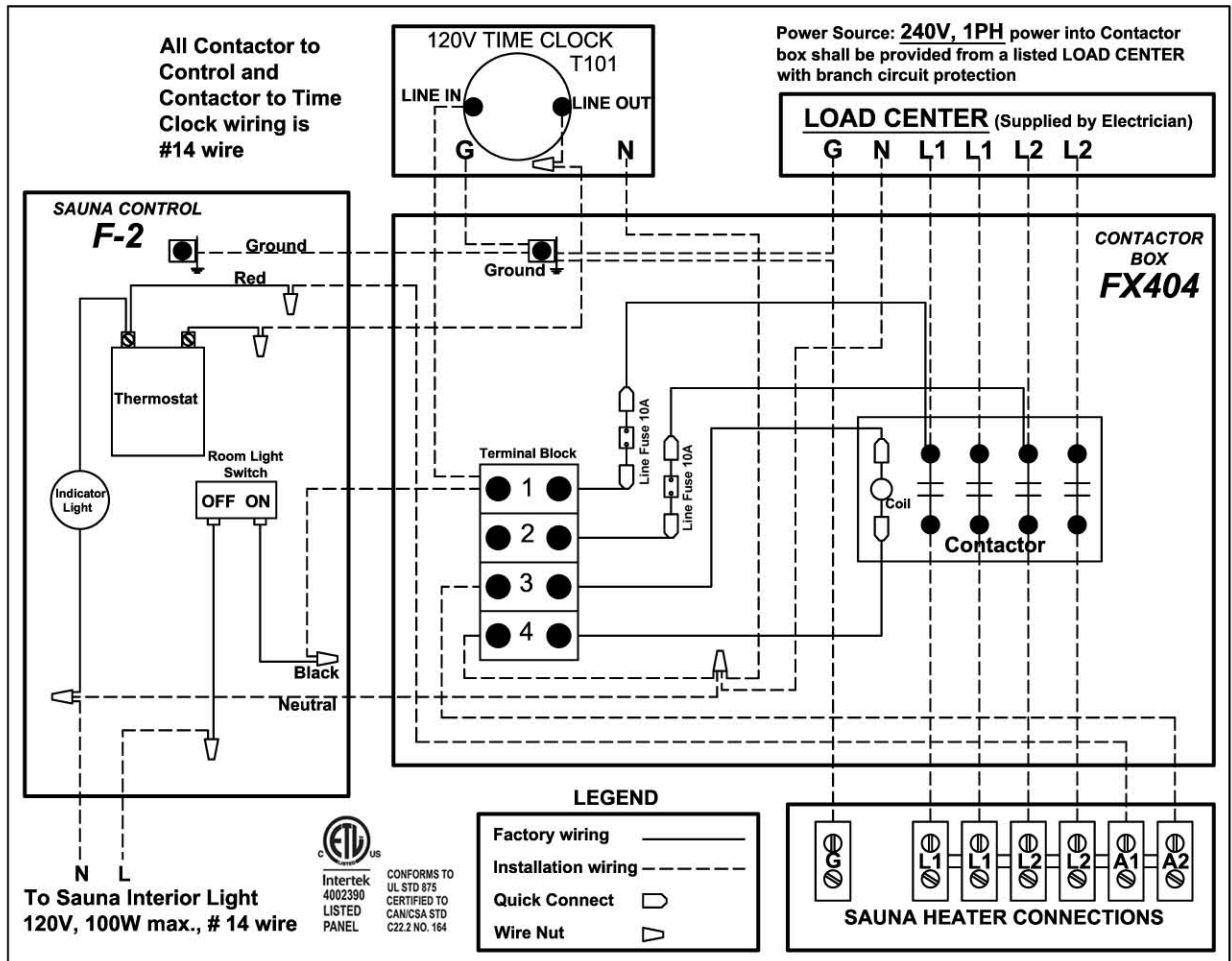 All Contactor to
Control and
Contactor to Time
Clock wiring is
#14 wire
120V TIME CLOCK
T101
LINE IN
LINE OUT
G
N
Power Source: 240V, 1PH power into Contactor
box shall be provided from a listed LOAD CENTER
with branch circuit protection
LOAD CENTER (Supplied by Electrician)
G N L1 L1 L2 L2
SAUNA CONTROL
F-2
Ground
Red
Thermostat
Room Light
Switch
OFF ON
Indicator
Light
Black
Neutral
Ground
CONTACTOR
BOX
FX404
Line Fuse 10A
Line Fuse 10A
Terminal Block
1
2
3
4
Coil
Contactor
N L
To Sauna Interior Light
120V, 100W max., # 14 wire
C ETL US
LISTED
Intertek
4002390
LISTED
PANEL
CONFORMS TO
UL STD 875
CERTIFIED TO
CAN/CSA STD
C22.2 NO. 164
LEGEND
Factory wiring
Installation wiring
Quick Connect
Wire Nut
G L1 L1 L2 L2 A1 A2
SAUNA HEATER CONNECTIONS